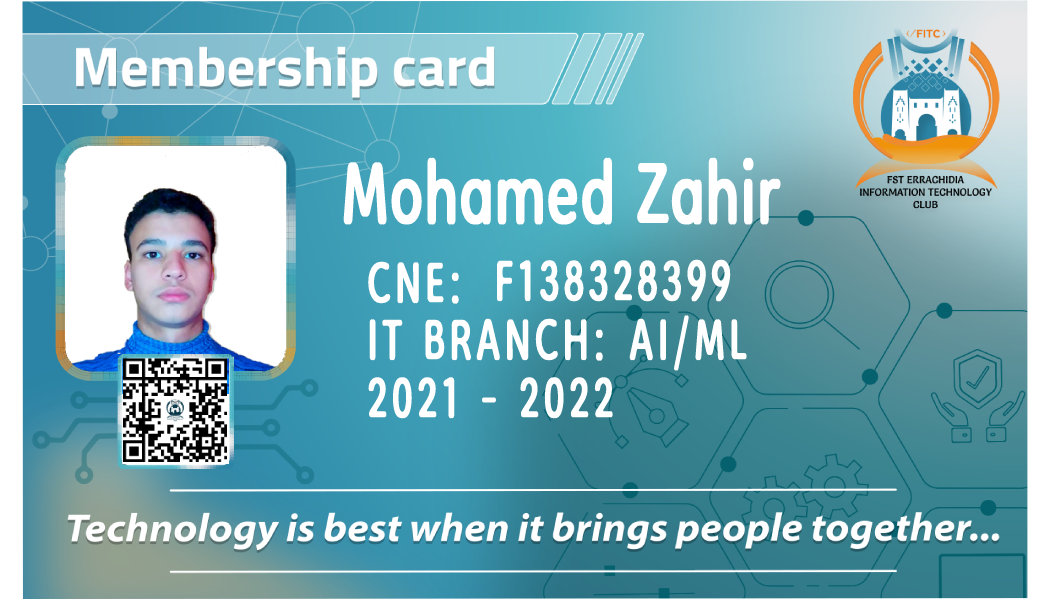 Membership card
FITC
FST ERRACHIDIA
INFORMATION TECHNOLOGY
CLUB
Mohamed Zahir
CNE: F138328399
IT BRANCH: AI/ML
2021 - 2022
Technology is best when it brings people together...